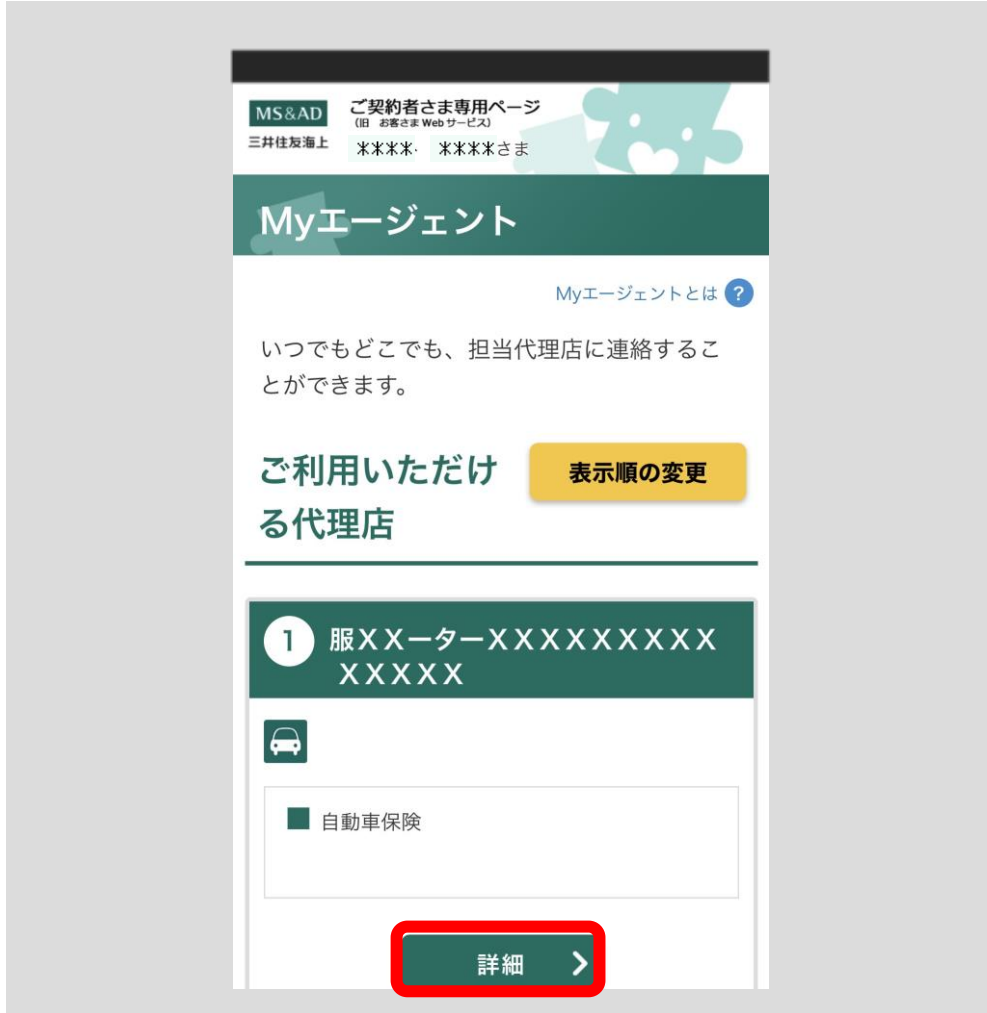 MS&AD
三井住友海上
ご契約者さま専用ページ
(旧 お客さま Web サービス)
****· ****さま
Myエージェント
Myエージェントとは ?
いつでもどこでも、担当代理店に連絡するこ
とができます。
ご利用いただけ
る代理店
表示順の変更
1 服XXーターXXXXXXXXX
XXXXX
自動車保険
詳細